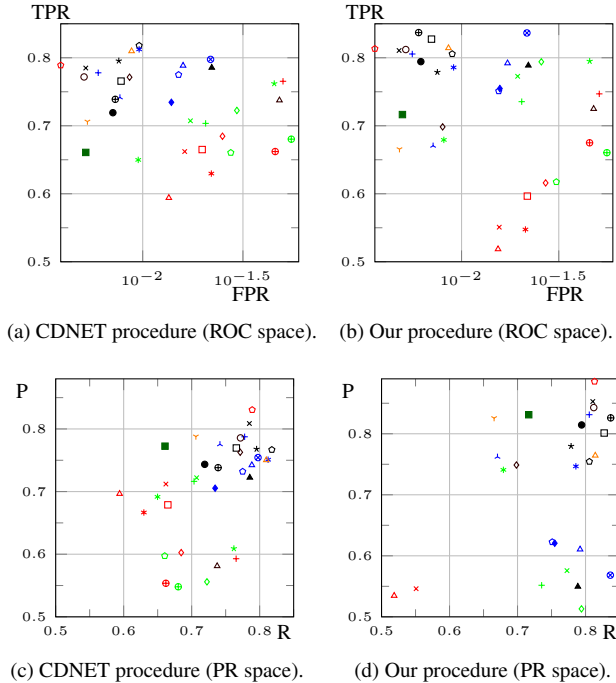 TPR
TPR
0.8
0.8
0.7
0.7
0.6
0.6
0.5
0.5
10^−2
10^−1.5
10^−2
10^−1.5
FPR
FPR
(a) CDNET procedure (ROC space).
(b) Our procedure (ROC space).
P
P
0.9
0.9
0.8
0.8
0.7
0.7
0.6
0.6
0.5
0.5
0.5 0.6 0.7 0.8 R
0.5 0.6 0.7 0.8 R
(c) CDNET procedure (PR space).
(d) Our procedure (PR space).